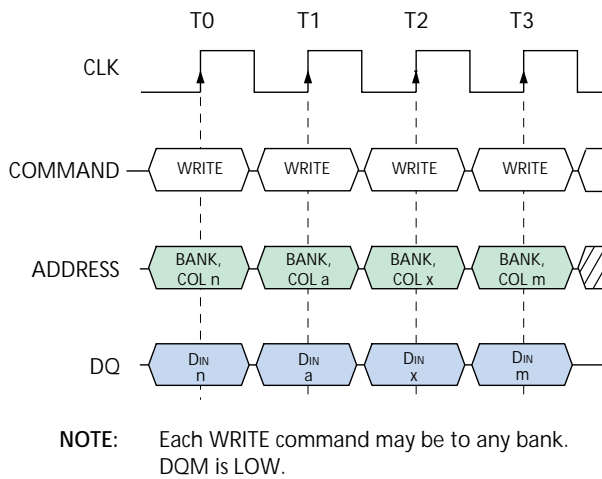 T0 T1 T2 T3
CLK
COMMAND WRITE WRITE WRITE WRITE
ADDRESS BANK, COL n BANK, COL a BANK, COL x BANK, COL m
DQ DIN n DIN a DIN x DIN m
NOTE: Each WRITE command may be to any bank.
DQM is LOW.